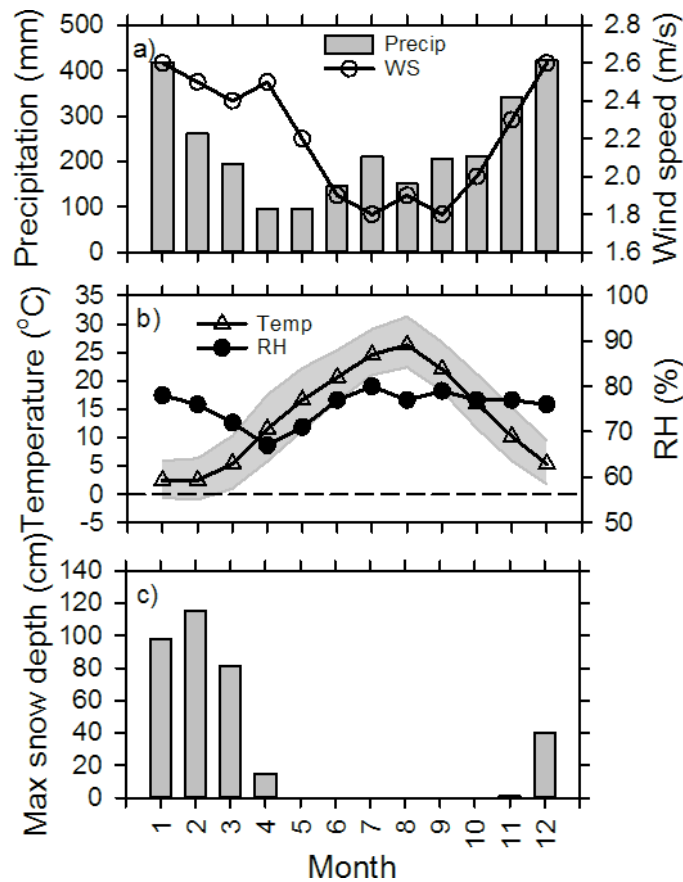 a)
Precip
WS
Precipitation (mm)
500
400
300
200
100
0
Wind speed (m/s)
2.8
2.6
2.4
2.2
2.0
1.8
1.6
b)
Temp
RH
Temperature (°C)
35
30
25
20
15
10
5
0
-5
RH (%)
100
90
80
70
60
50
c)
Max snow depth (cm)
140
120
100
80
60
40
20
0
1 2 3 4 5 6 7 8 9 10 11 12
Month